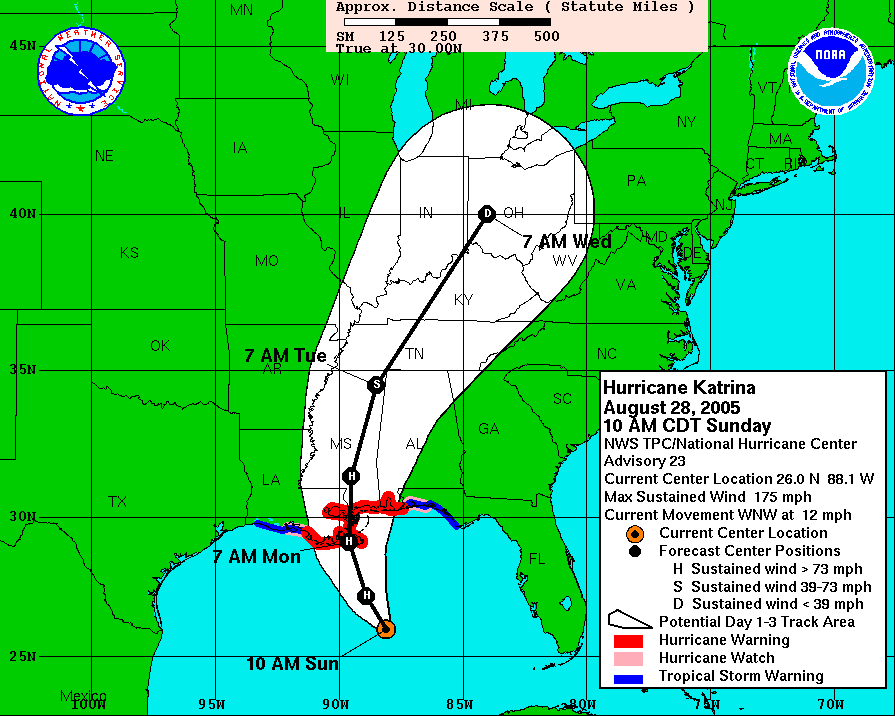 Approx. Distance Scale ( Statute Miles )
SM 125 250 375 500
True at 30.00N
45N
40N
35N
30N
25N
100W
95W
90W
85W
80W
75W
70W
NATIONAL WEATHER SERVICE
NOAA
MN
WI
MI
VT
NY
MA
CT
RI
NE
IA
PA
NJ
IL
IN
OH
MD
DE
KS
MO
WV
VA
KY
OK
AR
TN
NC
SC
MS
AL
GA
LA
TX
FL
Mexico
7 AM Wed
7 AM Tue
7 AM Mon
10 AM Sun
D
S
H
H
H
Hurricane Katrina
August 28, 2005
10 AM CDT Sunday
NWS TPC/National Hurricane Center
Advisory 23
Current Center Location 26.0 N 88.1 W
Max Sustained Wind 175 mph
Current Movement WNW at 12 mph
Current Center Location
Forecast Center Positions
H Sustained wind > 73 mph
S Sustained wind 39-73 mph
D Sustained wind < 39 mph
Potential Day 1-3 Track Area
Hurricane Warning
Hurricane Watch
Tropical Storm Warning